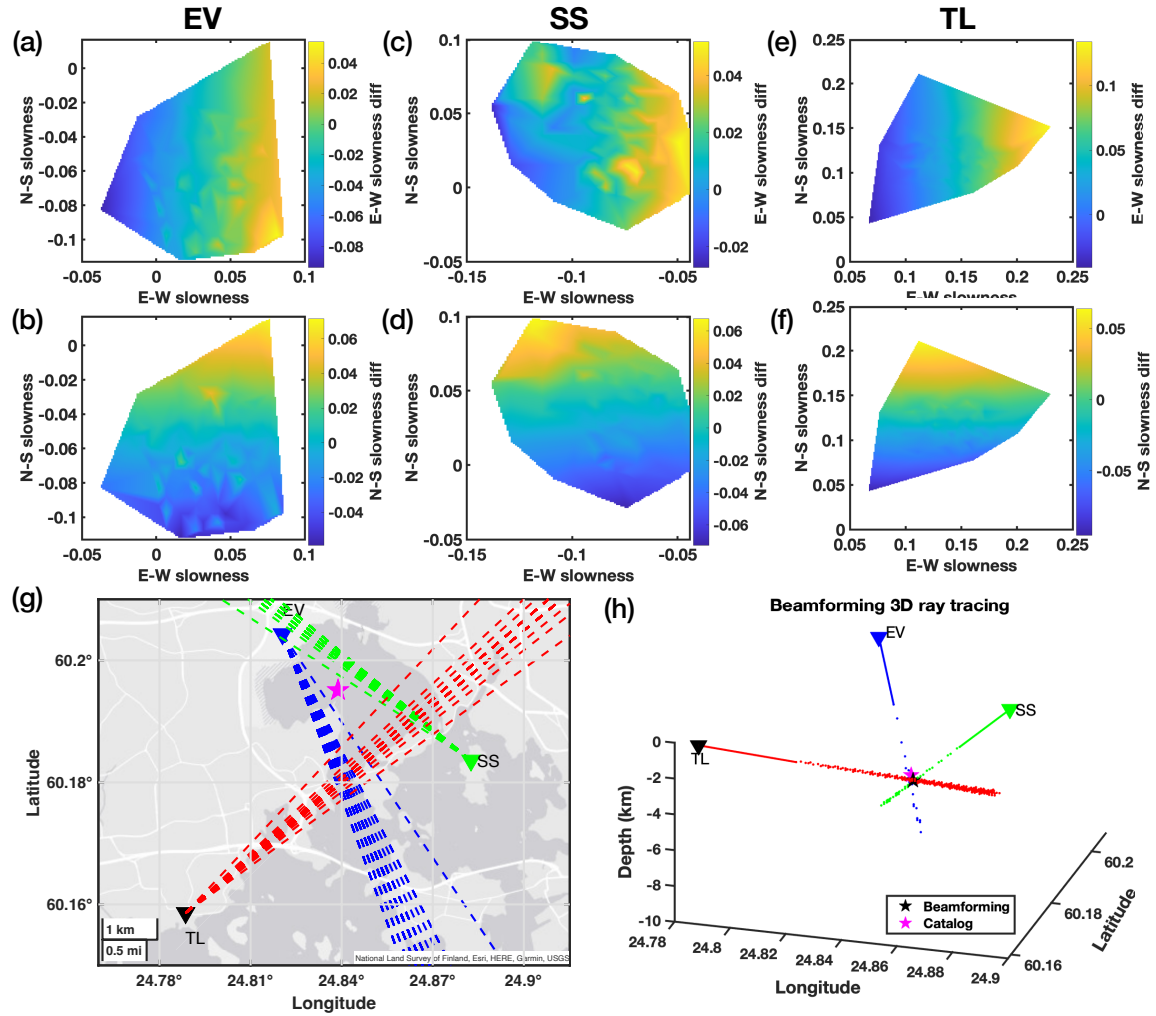 EV SS TL
(a) (c) (e)
N-S slowness
0
-0.02
-0.04
-0.06
-0.08
-0.1
-0.05 0 0.05 0.1
E-W slowness
0.04
0.02
0
-0.02
-0.04
-0.06
-0.08
E-W slowness diff
N-S slowness
0.1
0.05
0
-0.05
-0.15 -0.1 -0.05
E-W slowness
0.04
0.02
0
-0.02
E-W slowness diff
N-S slowness
0.25
0.2
0.15
0.1
0.05
0
0.05 0.1 0.15 0.2 0.25
E-W slowness
0.1
0.05
0
E-W slowness diff
(b) (d) (f)
N-S slowness
0
-0.02
-0.04
-0.06
-0.08
-0.1
-0.05 0 0.05 0.1
E-W slowness
0.06
0.04
0.02
0
-0.02
-0.04
N-S slowness diff
N-S slowness
0.1
0.05
0
-0.05
-0.15 -0.1 -0.05
E-W slowness
0.06
0.04
0.02
0
-0.02
-0.04
-0.06
N-S slowness diff
N-S slowness
0.25
0.2
0.15
0.1
0.05
0
0.05 0.1 0.15 0.2 0.25
E-W slowness
0.05
0
-0.05
N-S slowness diff
(g)
Latitude
60.2°
60.18°
60.16°
EV
SS
TL
1 km
0.5 mi
National Land Survey of Finland, Esri, HERE, Garmin, USGS
24.78° 24.81° 24.84° 24.87° 24.9°
Longitude
(h)
Beamforming 3D ray tracing
EV
SS
TL
Depth (km)
0
-2
-4
-6
-8
-10
24.78 24.8 24.82 24.84 24.86 24.88 24.9
Longitude
60.2
60.18
60.16
Latitude
Beamforming
Catalog